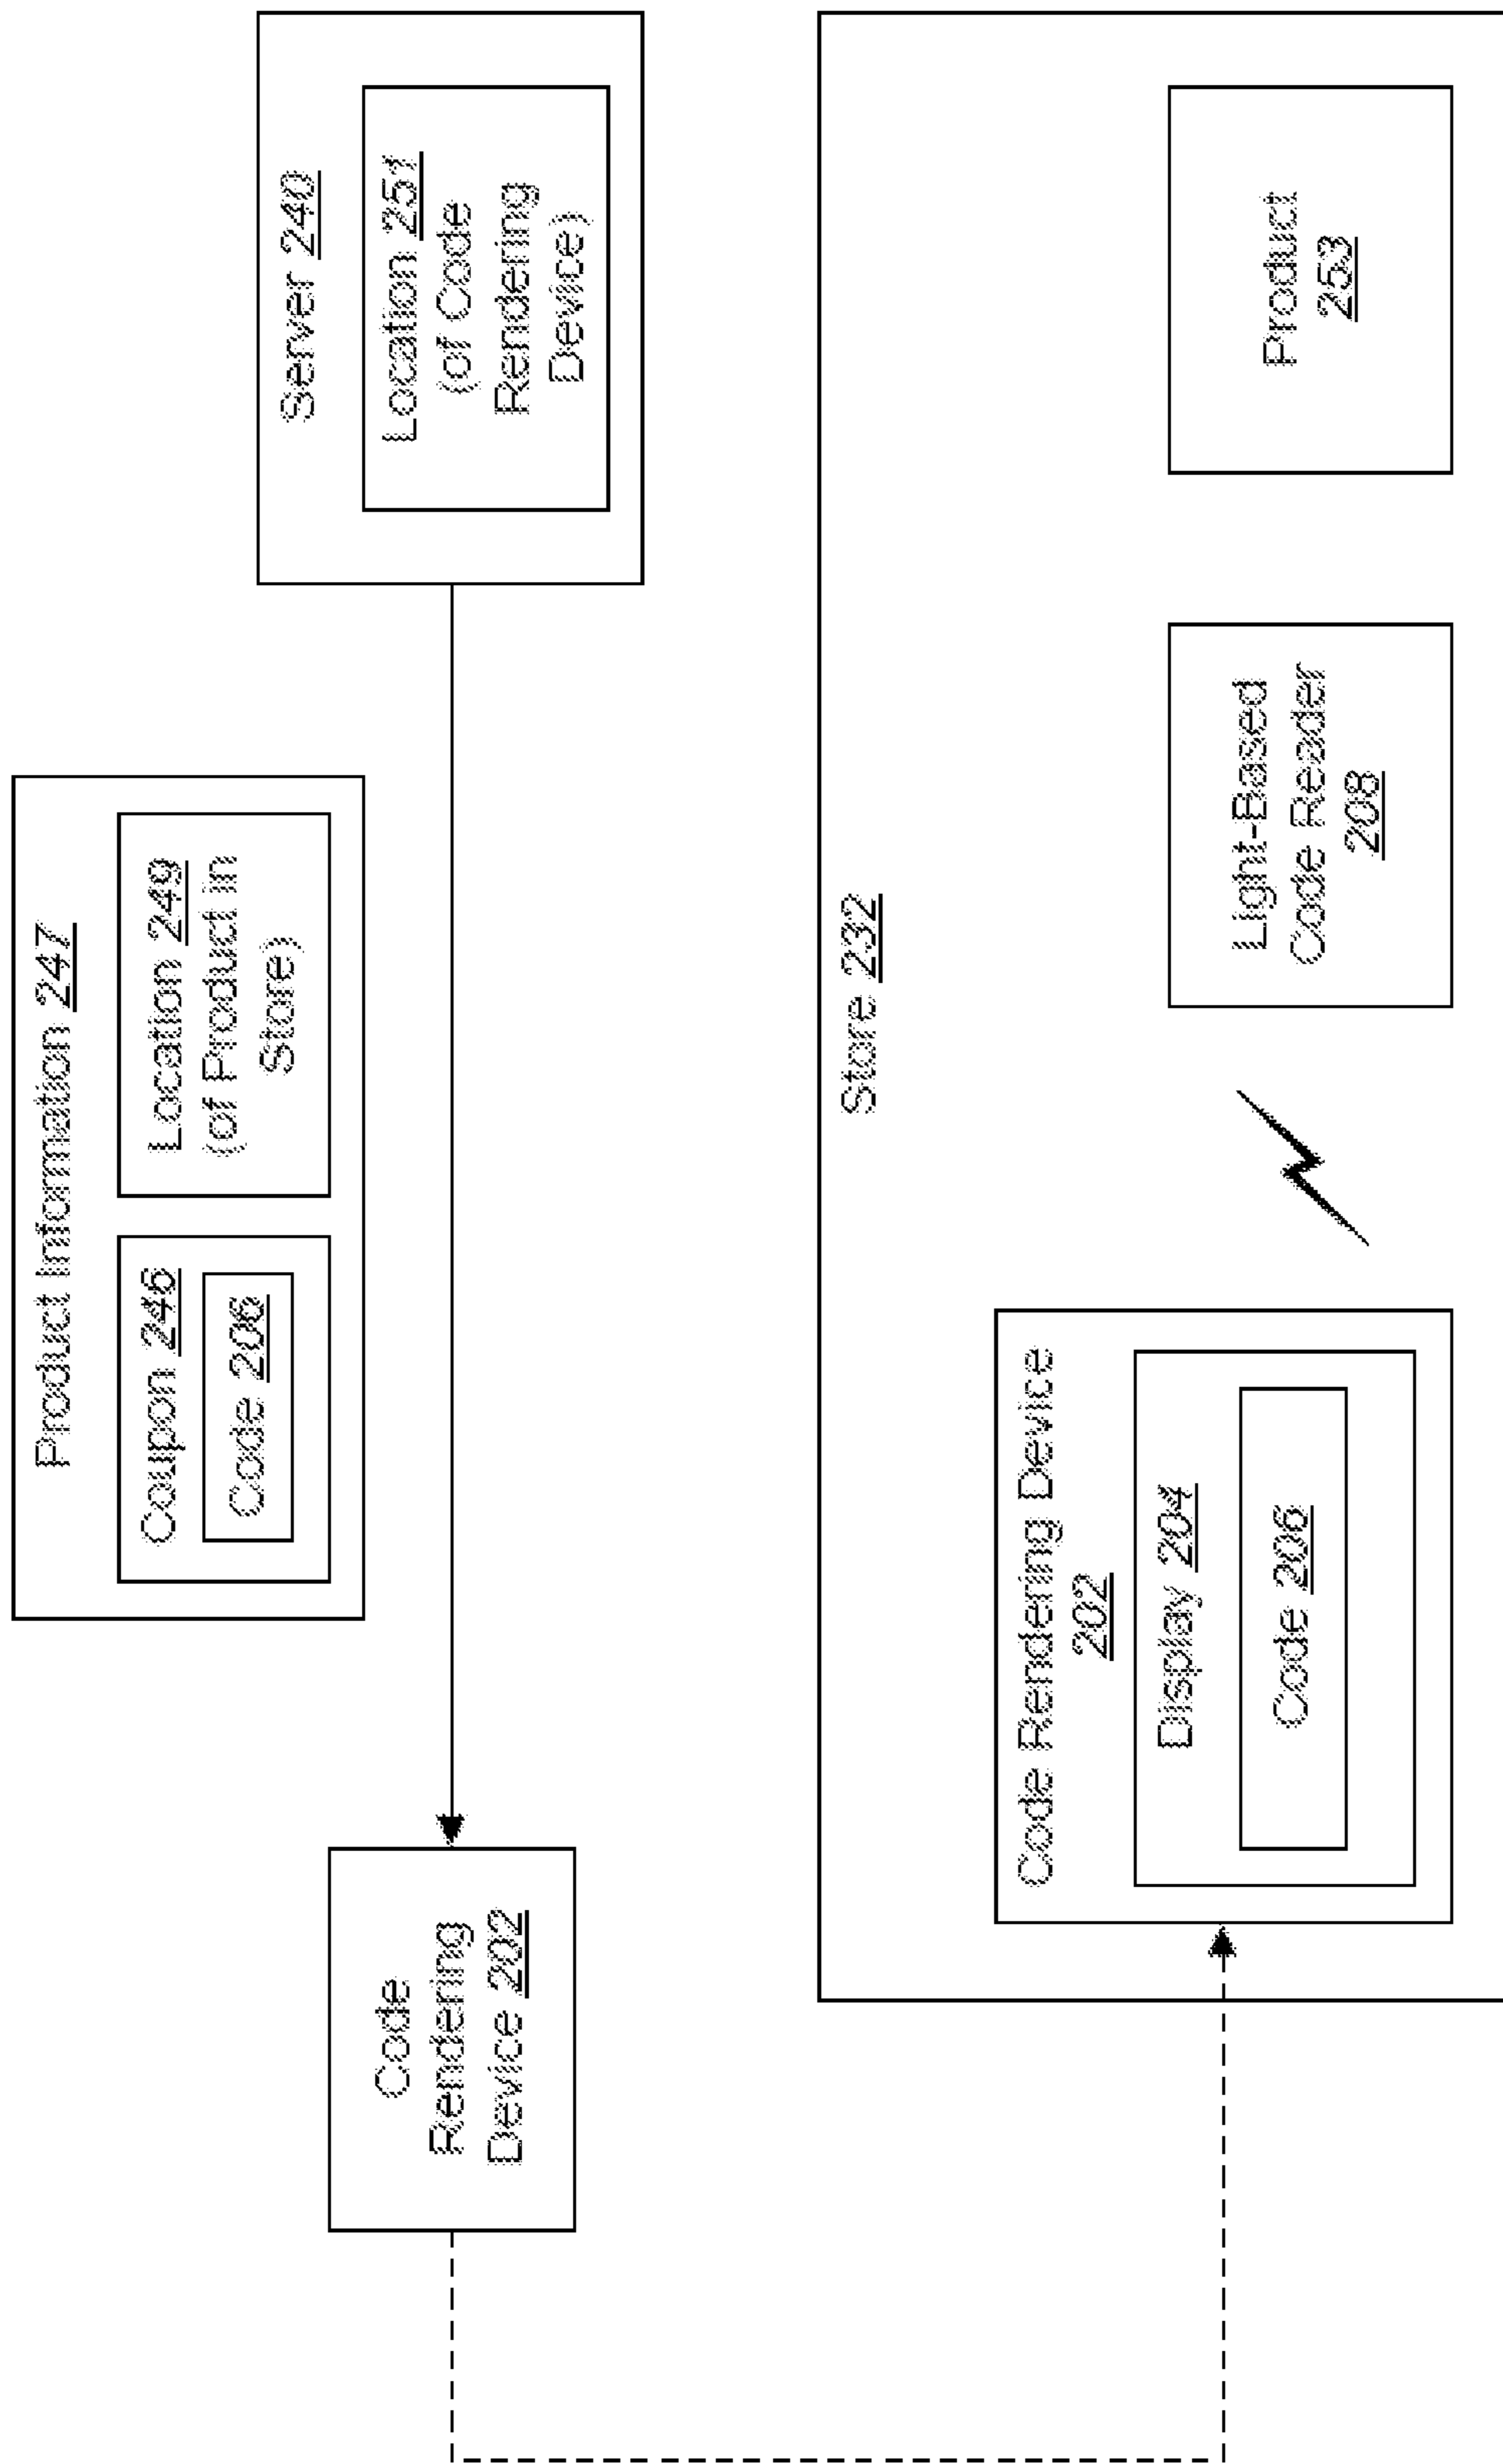 Product Information 247
Coupon 246
Code 206
Location 249
(of Product in
Store)
Server 240
Location 251
(of Code
Rendering
Device)
Code
Rendering
Device 202
Store 232
Code Rendering Device
202
Display 204
Code 206
Light-Based
Code Reader
208
Product
253